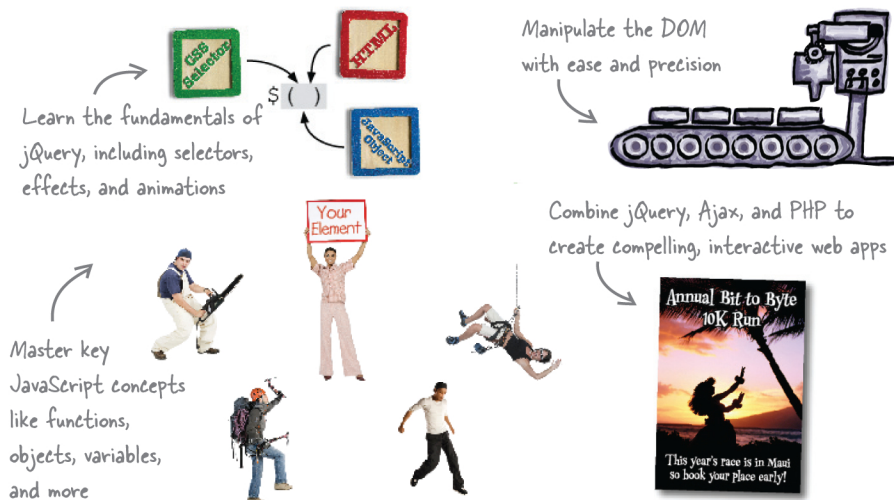 CSS
Selector
HTML
$ ( )
JavaScript
Object
Learn the fundamentals of
jQuery, including selectors,
effects, and animations
Manipulate the DOM
with ease and precision
Your
Element
Master key
JavaScript concepts
like functions,
objects, variables,
and more
Combine jQuery, Ajax, and PHP to
create compelling, interactive web apps
Annual Bit to Byte
10K Run
This year's race is in Maui
so book your place early!